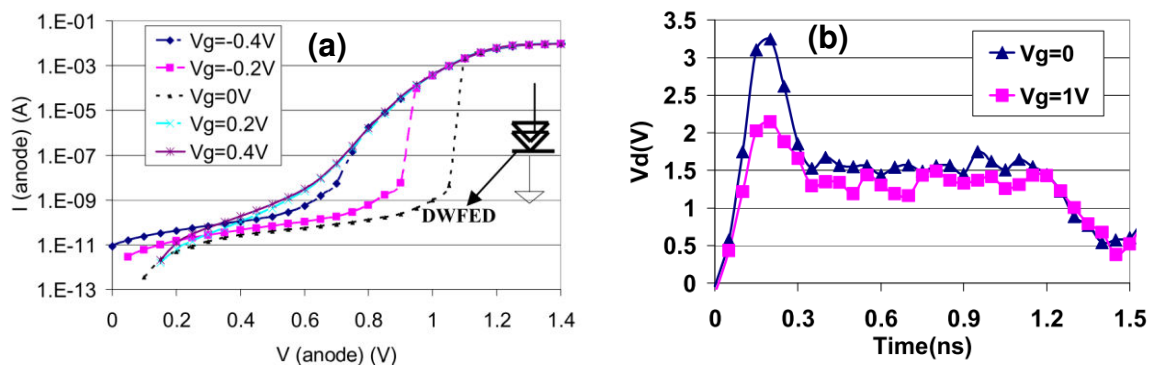 (a)
1.E-01
1.E-03
1.E-05
1.E-07
1.E-09
1.E-11
1.E-13
I (anode) (A)
Vg=-0.4V
Vg=-0.2V
Vg=0V
Vg=0.2V
Vg=0.4V
DWFED
0 0.2 0.4 0.6 0.8 1 1.2 1.4
V (anode) (V)
(b)
3.5
3
2.5
2
1.5
1
0.5
0
Vd(V)
Vg=0
Vg=1V
0 0.3 0.6 0.9 1.2 1.5
Time(ns)